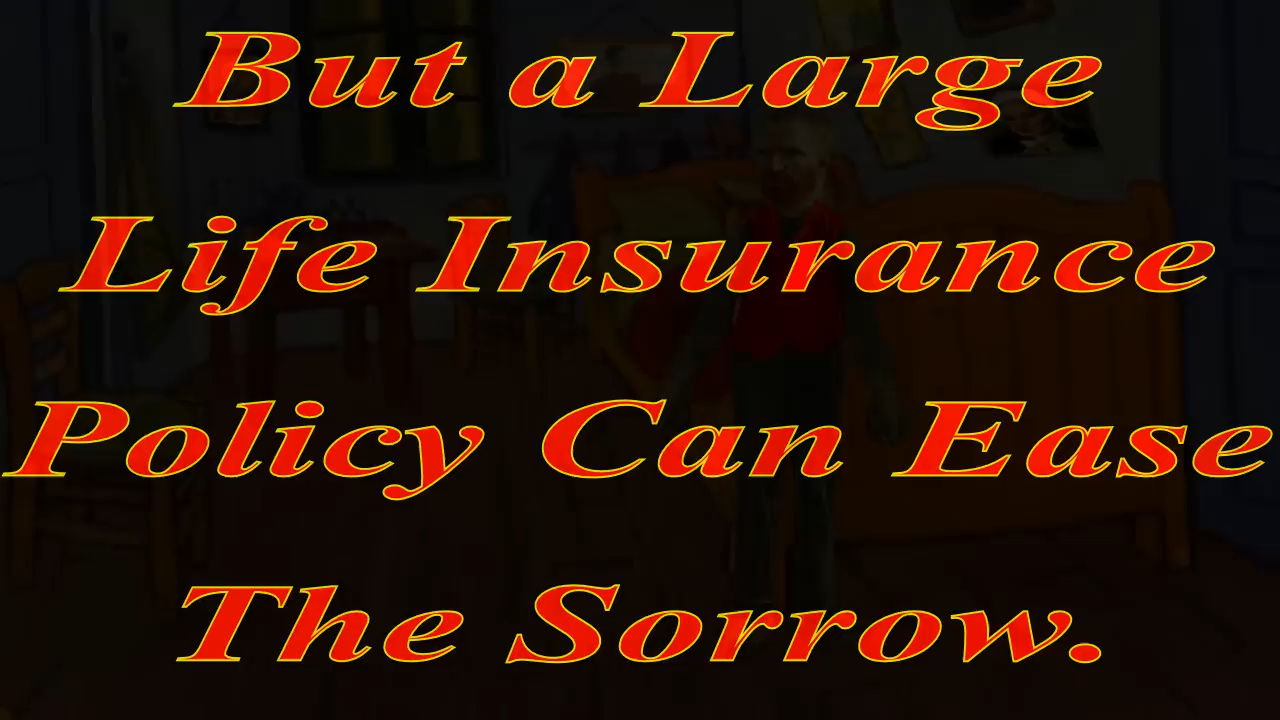 But a Large
Life Insurance
Policy Can Ease
The Sorrow.